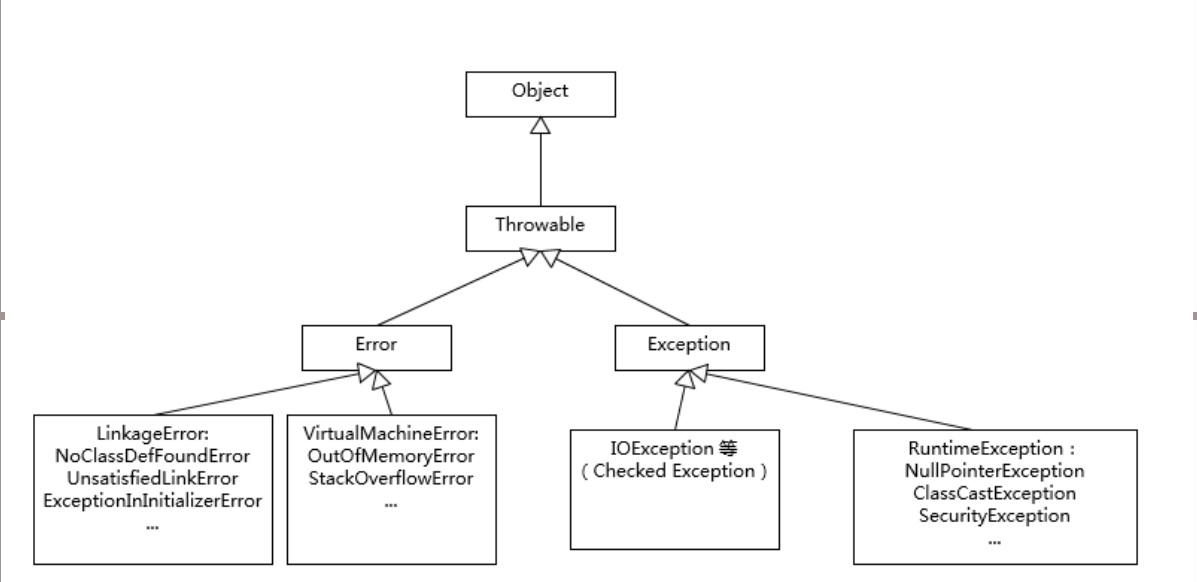 Object
Throwable
Error
Exception
LinkageError:
NoClassDefFoundError
UnsatisfiedLinkError
ExceptionInInitializerError
...
VirtualMachineError:
OutOfMemoryError
StackOverflowError
...
IOException 等
（Checked Exception）
RuntimeException：
NullPointerException
ClassCastException
SecurityException
...